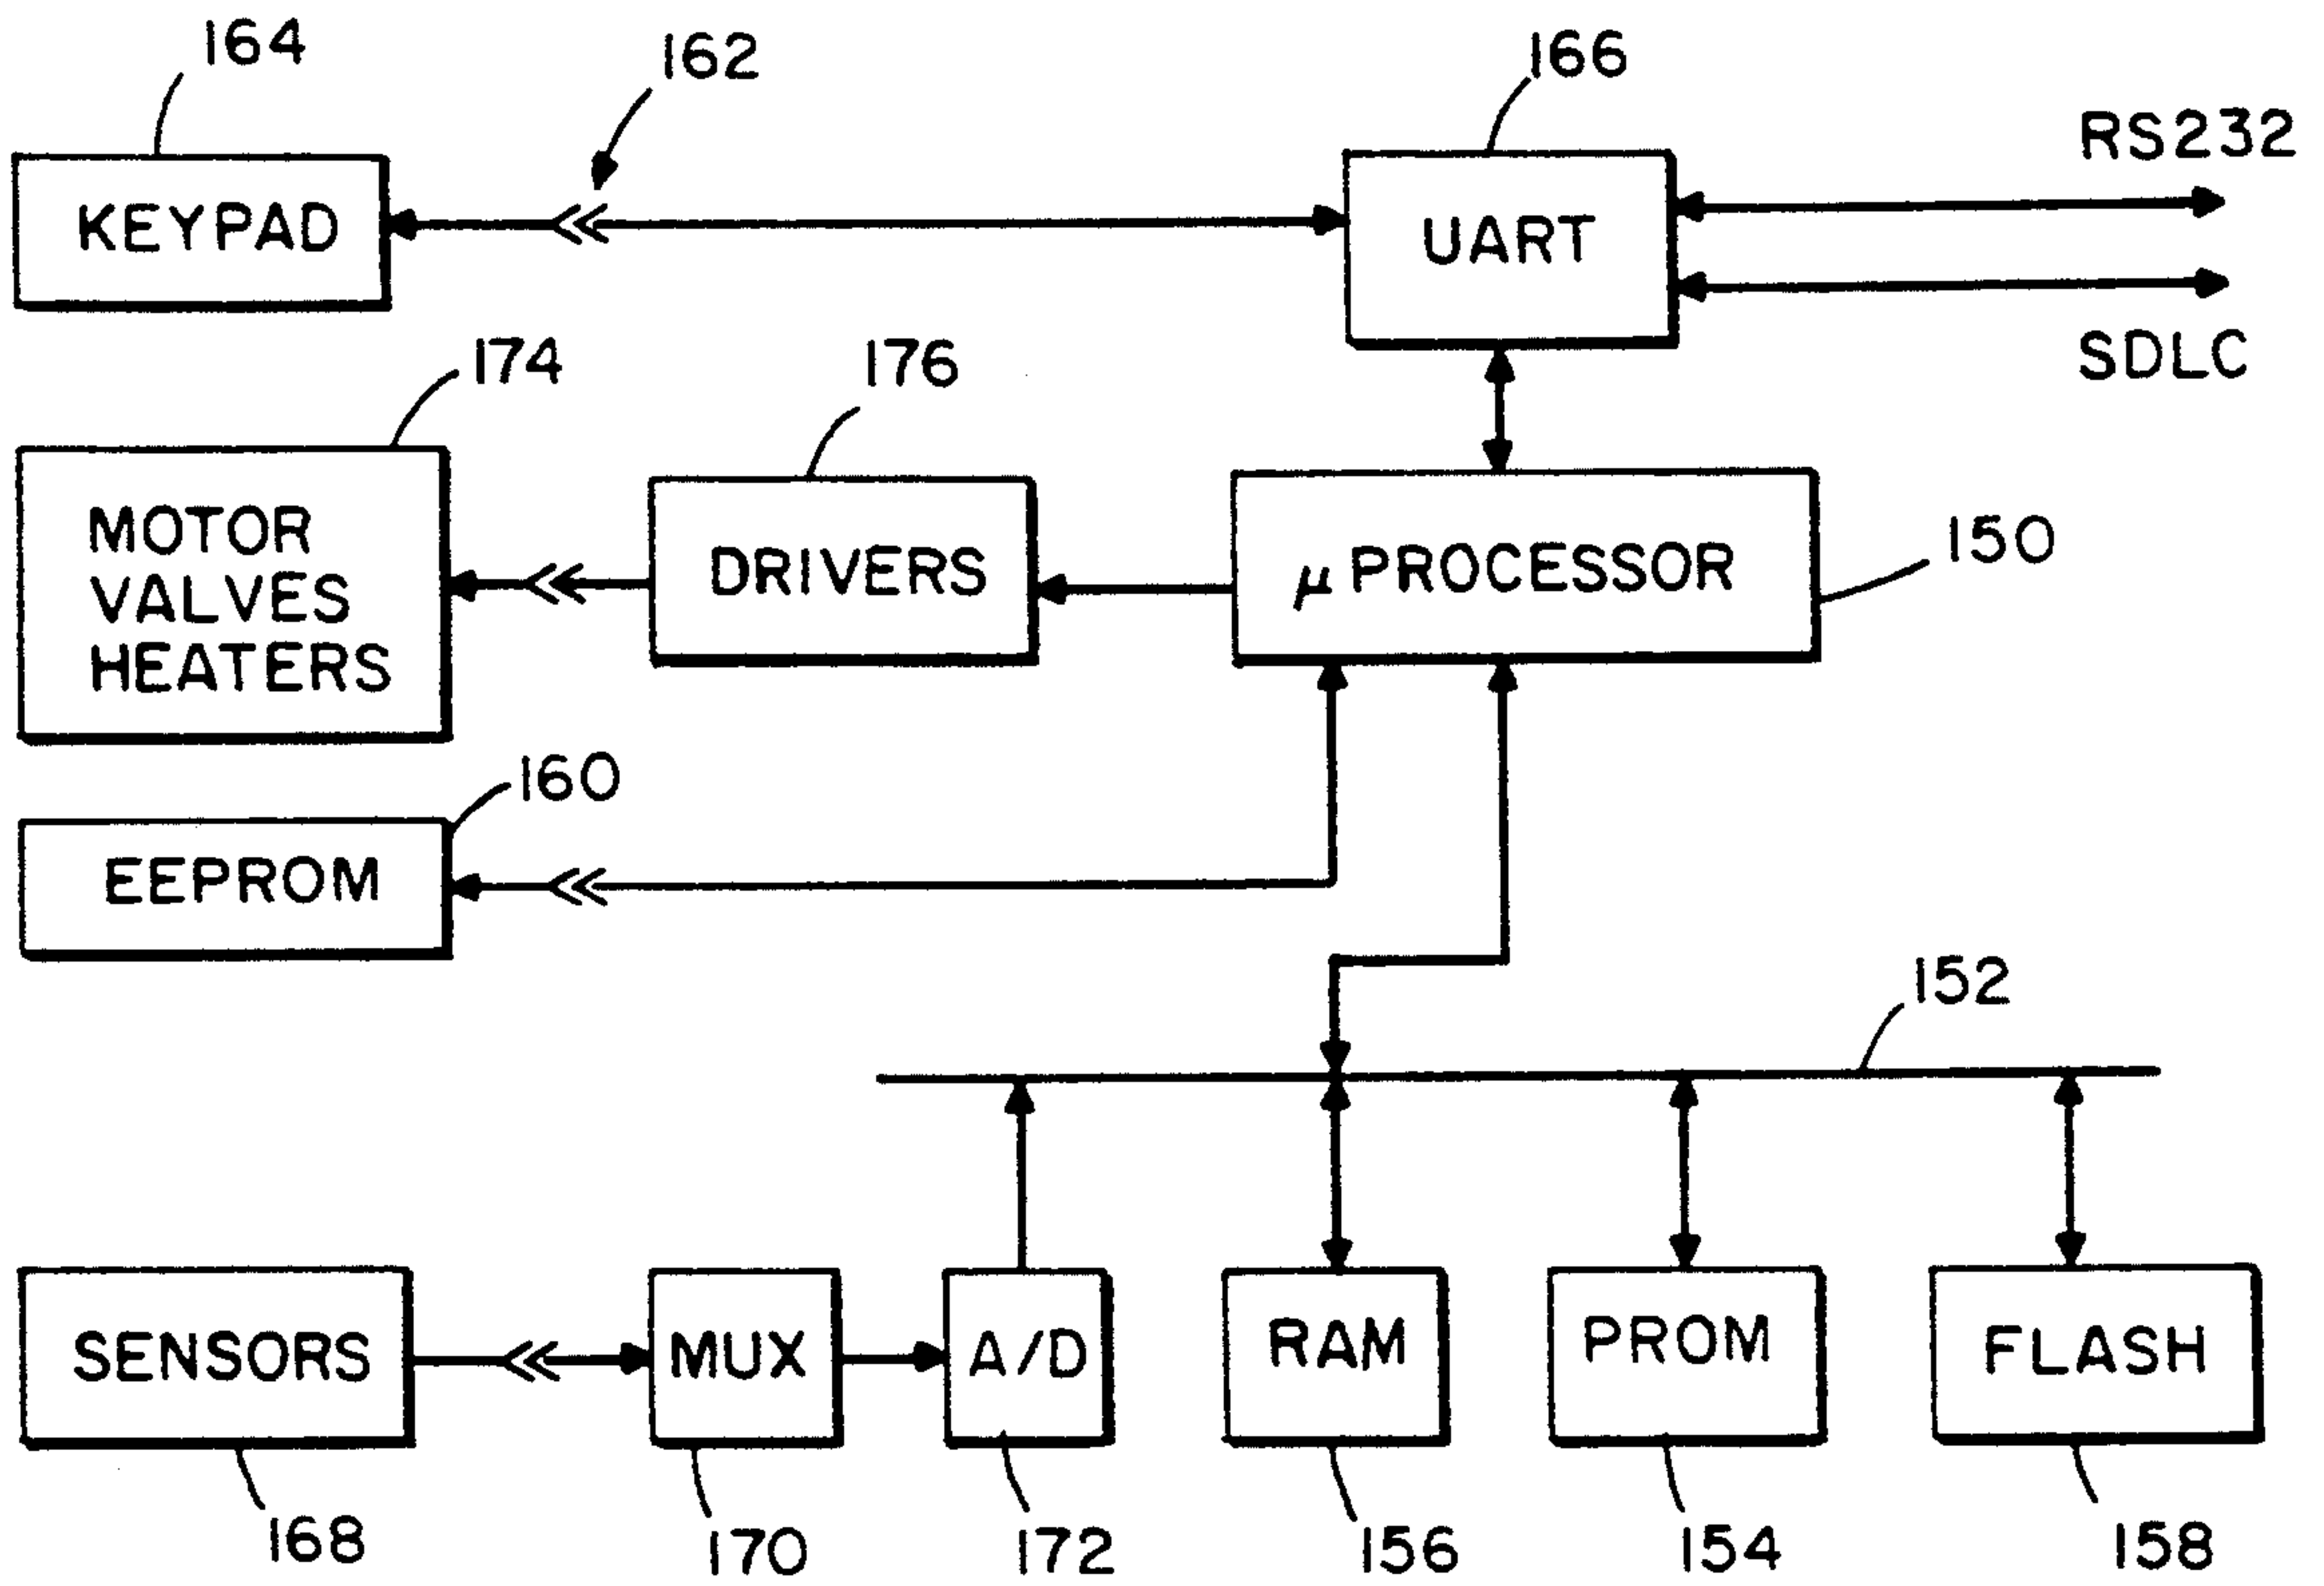 164
162
166
RS232
KEYPAD
UART
SDLC
174
176
MOTOR
VALVES
HEATERS
DRIVERS
μ PROCESSOR
150
160
EEPROM
152
SENSORS
MUX
A/D
RAM
PROM
FLASH
168
170
172
156
154
158